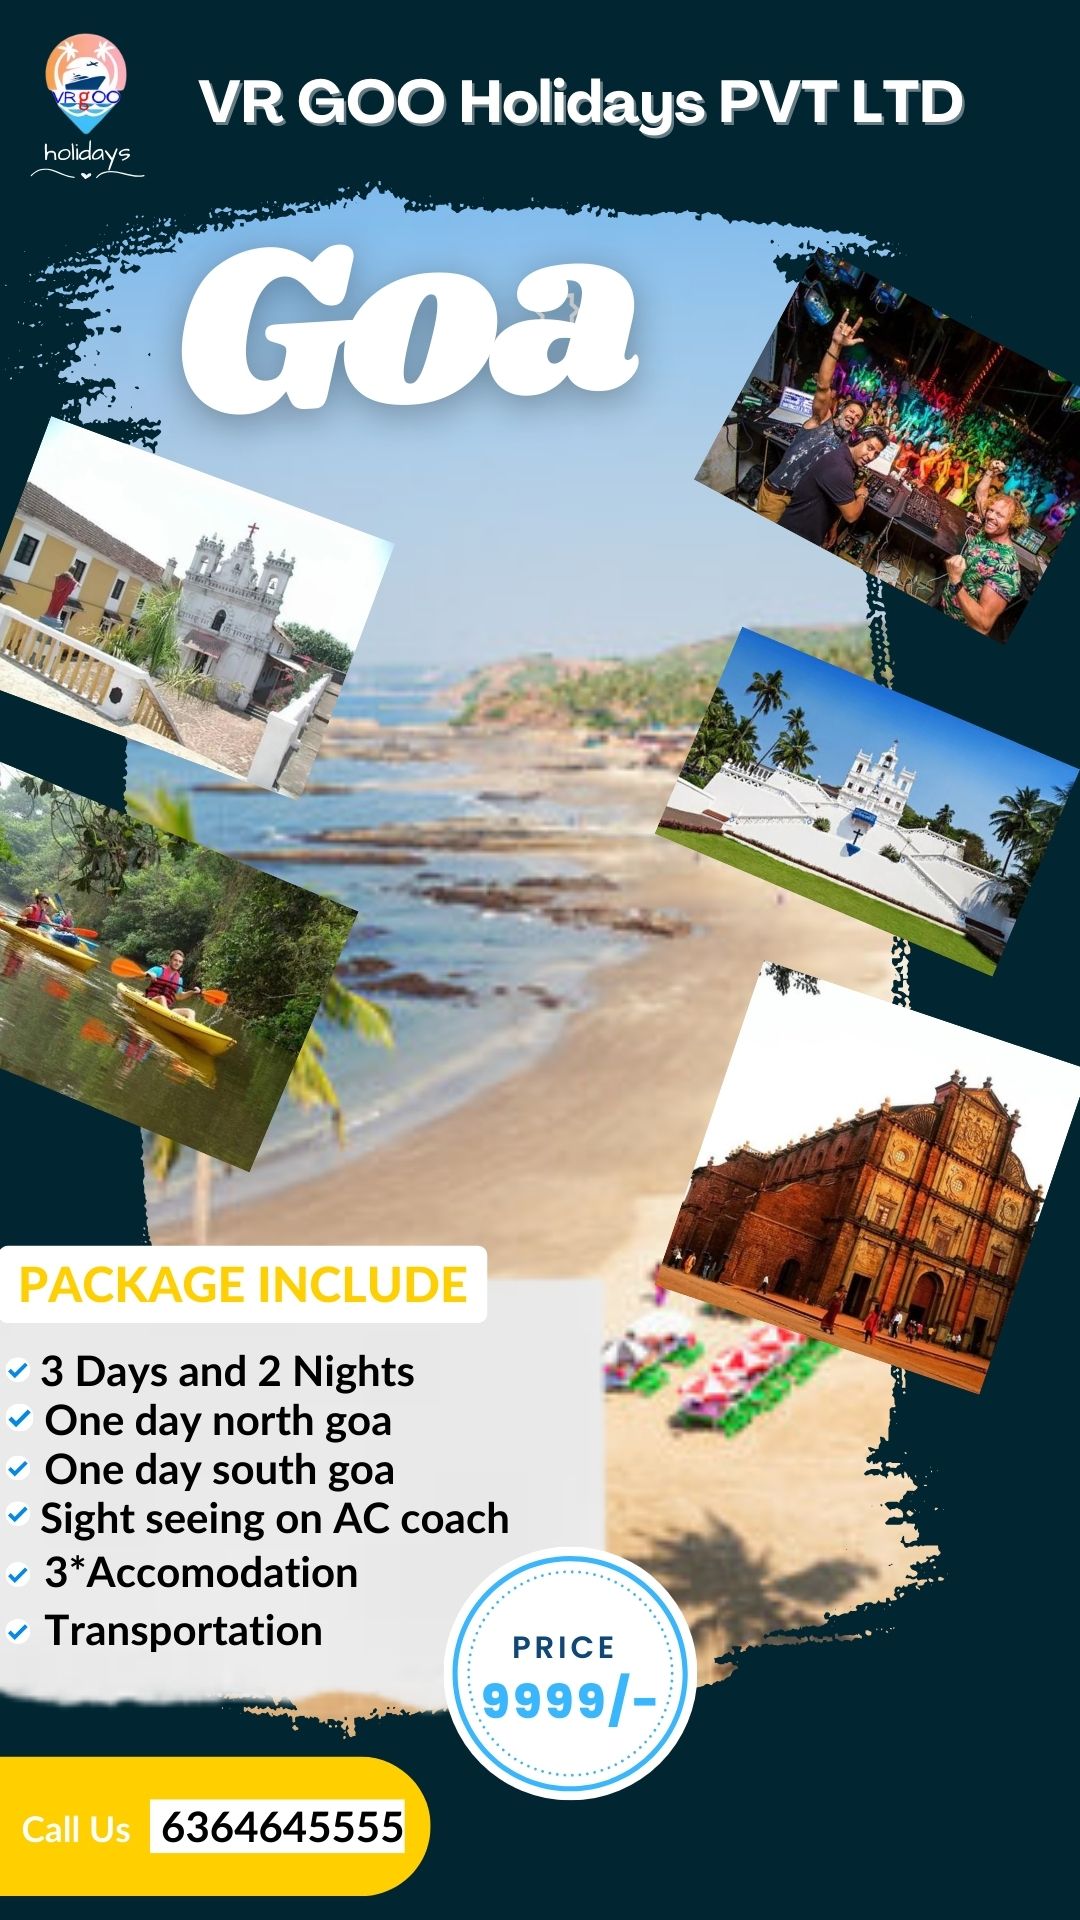 VRgOO
holidays
VR GOO Holidays PVT LTD
Goa
PACKAGE INCLUDE
3 Days and 2 Nights
One day north goa
One day south goa
Sight seeing on AC coach
3*Accomodation
Transportation
PRICE
9999/-
Call Us 6364645555